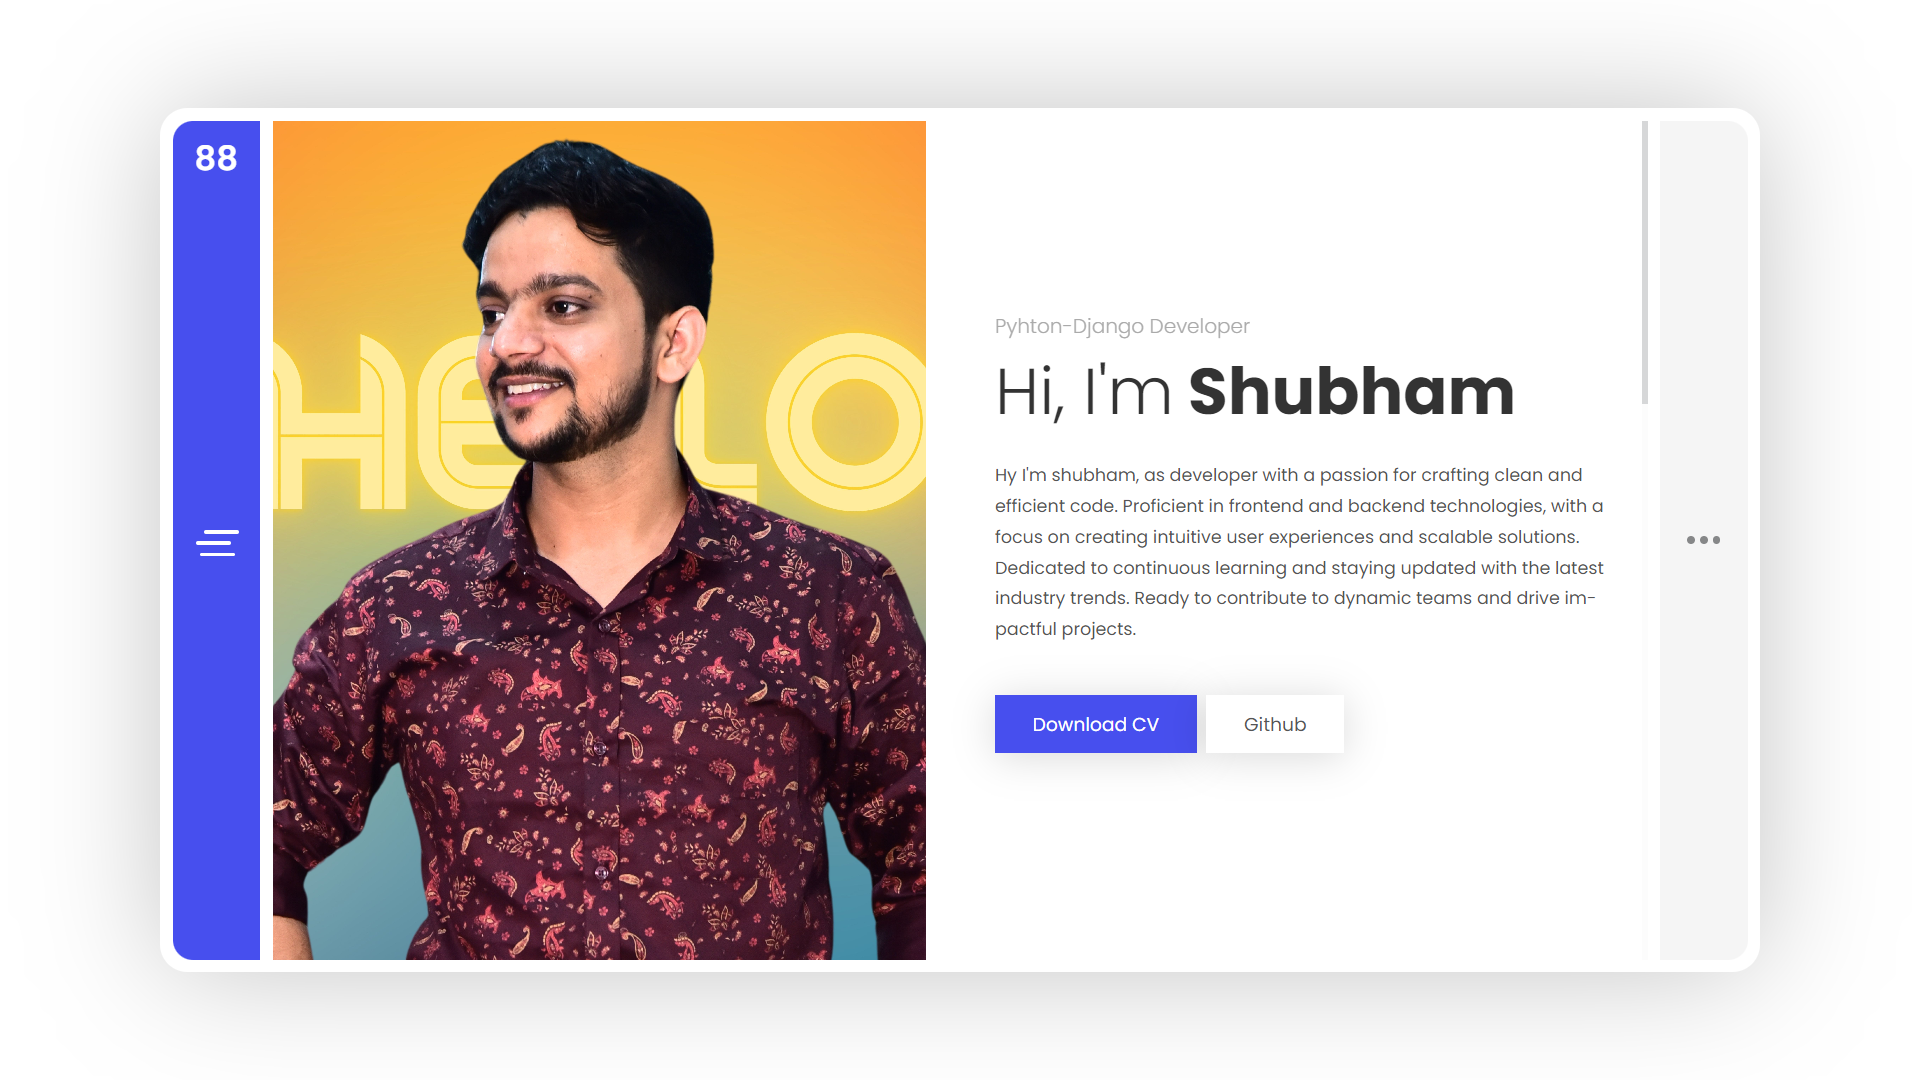 88
HELLO
Pyhton-Django Developer
Hi, I'm Shubham
Hy I'm shubham, as developer with a passion for crafting clean and
efficient code. Proficient in frontend and backend technologies, with a
focus on creating intuitive user experiences and scalable solutions.
Dedicated to continuous learning and staying updated with the latest
industry trends. Ready to contribute to dynamic teams and drive im-
pactful projects.
Download CV
Github